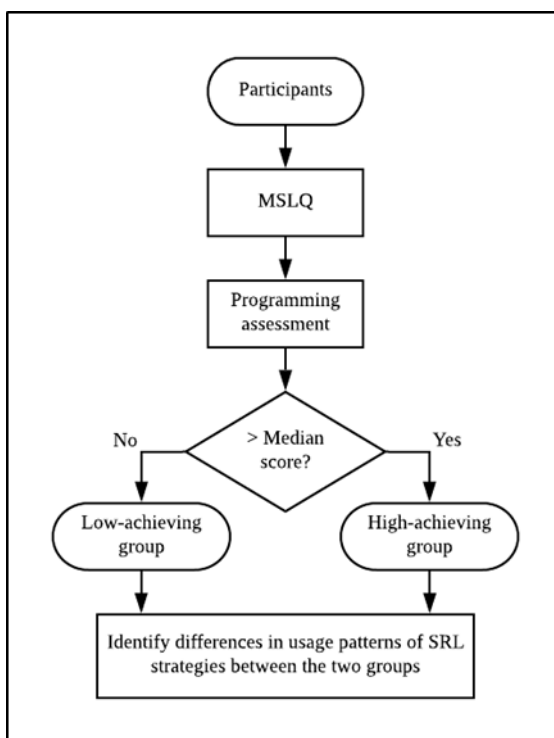 Participants
MSLQ
Programming
assessment
> Median
score?
No
Yes
Low-achieving
group
High-achieving
group
Identify differences in usage patterns of SRL
strategies between the two groups